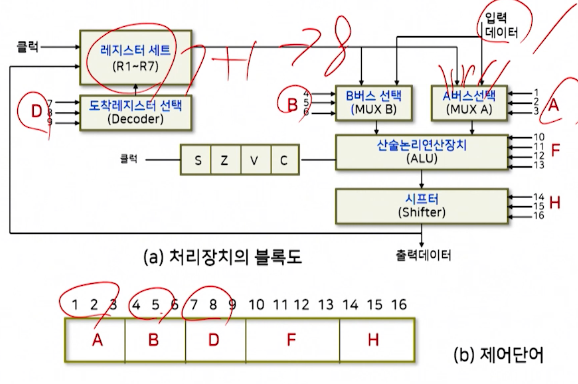 입력
데이터
클럭
레지스터 세트
(R1~R7)
7+1 → 8
D
7
8
9
도착레지스터 선택
(Decoder)
B
4
5
6
B버스 선택
(MUX B)
A버스선택
(MUX A)
1
2
3
A
클럭
S Z V C
산술논리연산장치
(ALU)
10
11
12
13
F
시프터
(Shifter)
14
15
16
H
(a) 처리장치의 블록도
출력데이터
1 2 3 4 5 6 7 8 9 10 11 12 13 14 15 16
A B D F H
(b) 제어단어